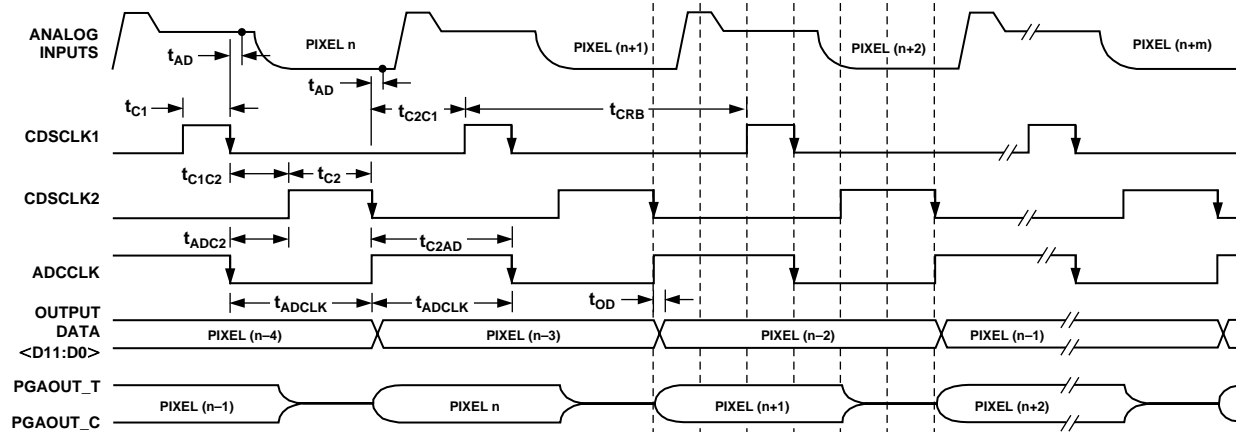 ANALOG
INPUTS
PIXEL n
PIXEL (n+1)
PIXEL (n+2)
PIXEL (n+m)
tAD
tAD
tC1
tC2C1
tCRB
CDSCLK1
tC1C2
tC2
CDSCLK2
tADC2
tC2AD
ADCCLK
tADCLK
tADCLK
tOD
OUTPUT
DATA
<D11:D0>
PIXEL (n–4)
PIXEL (n–3)
PIXEL (n–2)
PIXEL (n–1)
PGAOUT_T
PGAOUT_C
PIXEL (n–1)
PIXEL n
PIXEL (n+1)
PIXEL (n+2)